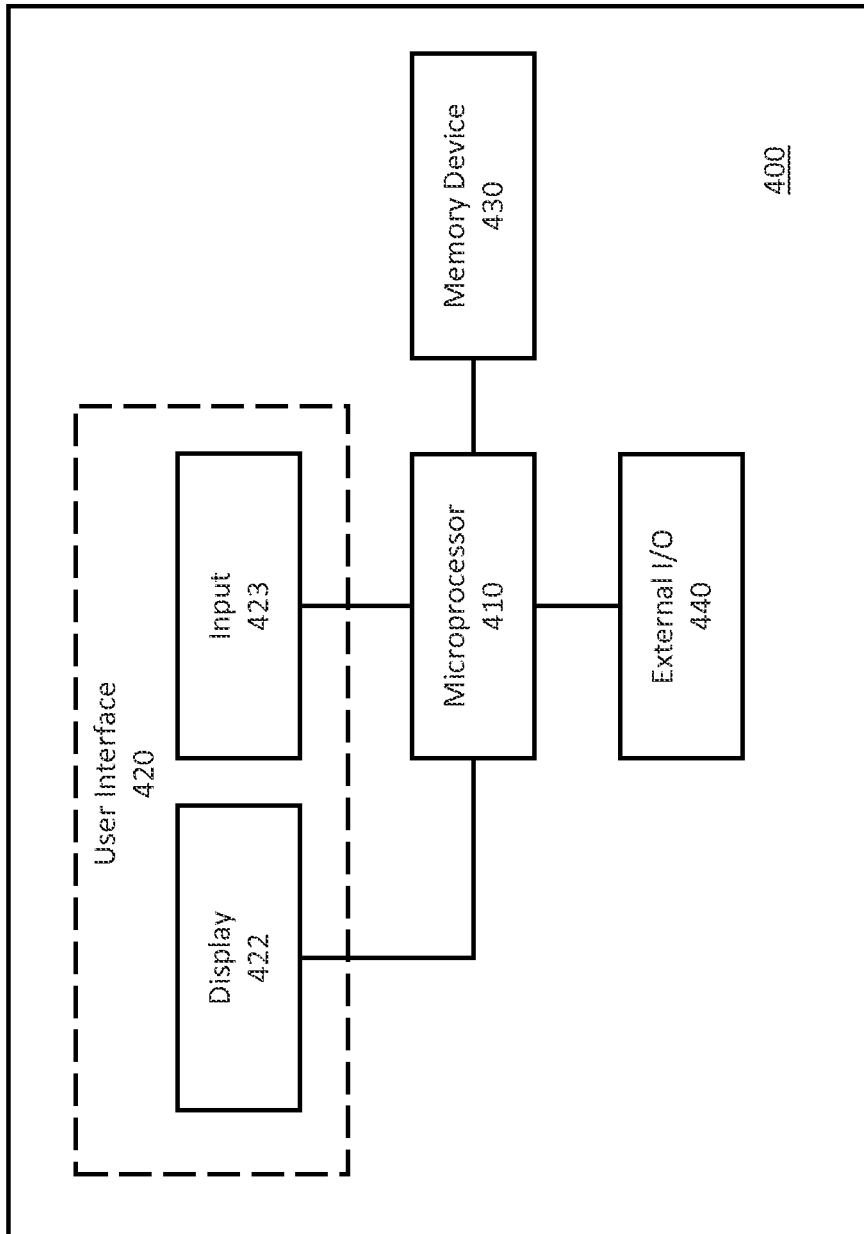 User Interface
420
Display
422
Input
423
Microprocessor
410
Memory Device
430
External I/O
440
400